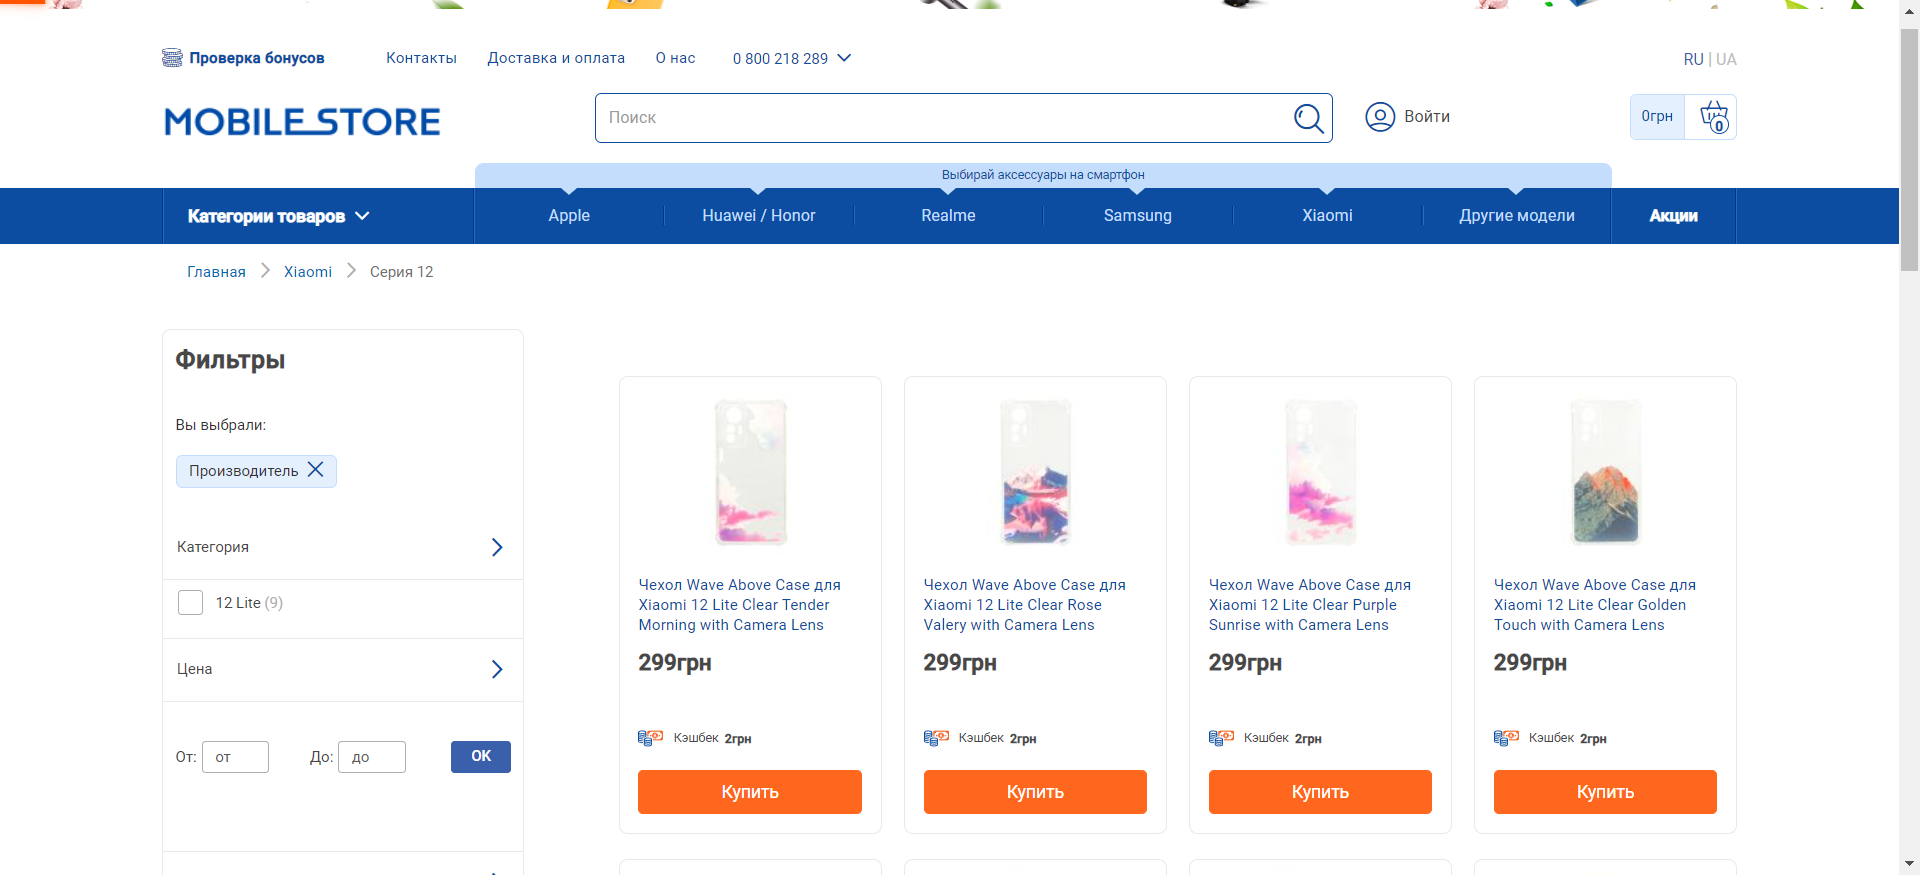 Проверка бонусов
Контакты
Доставка и оплата
О нас
0 800 218 289
RU | UA
MOBILE STORE
Поиск
Войти
0грн
0
Выбирай аксессуары на смартфон
Категории товаров
Apple
Huawei / Honor
Realme
Samsung
Xiaomi
Другие модели
Акции
Главная
Xiaomi
Серия 12
Фильтры
Вы выбрали:
Производитель
Категория
12 Lite (9)
Цена
От:
от
До:
до
OK
Чехол Wave Above Case для
Xiaomi 12 Lite Clear Tender
Morning with Camera Lens
299грн
Кэшбек 2грн
Купить
Чехол Wave Above Case для
Xiaomi 12 Lite Clear Rose
Valery with Camera Lens
299грн
Кэшбек 2грн
Купить
Чехол Wave Above Case для
Xiaomi 12 Lite Clear Purple
Sunrise with Camera Lens
299грн
Кэшбек 2грн
Купить
Чехол Wave Above Case для
Xiaomi 12 Lite Clear Golden
Touch with Camera Lens
299грн
Кэшбек 2грн
Купить